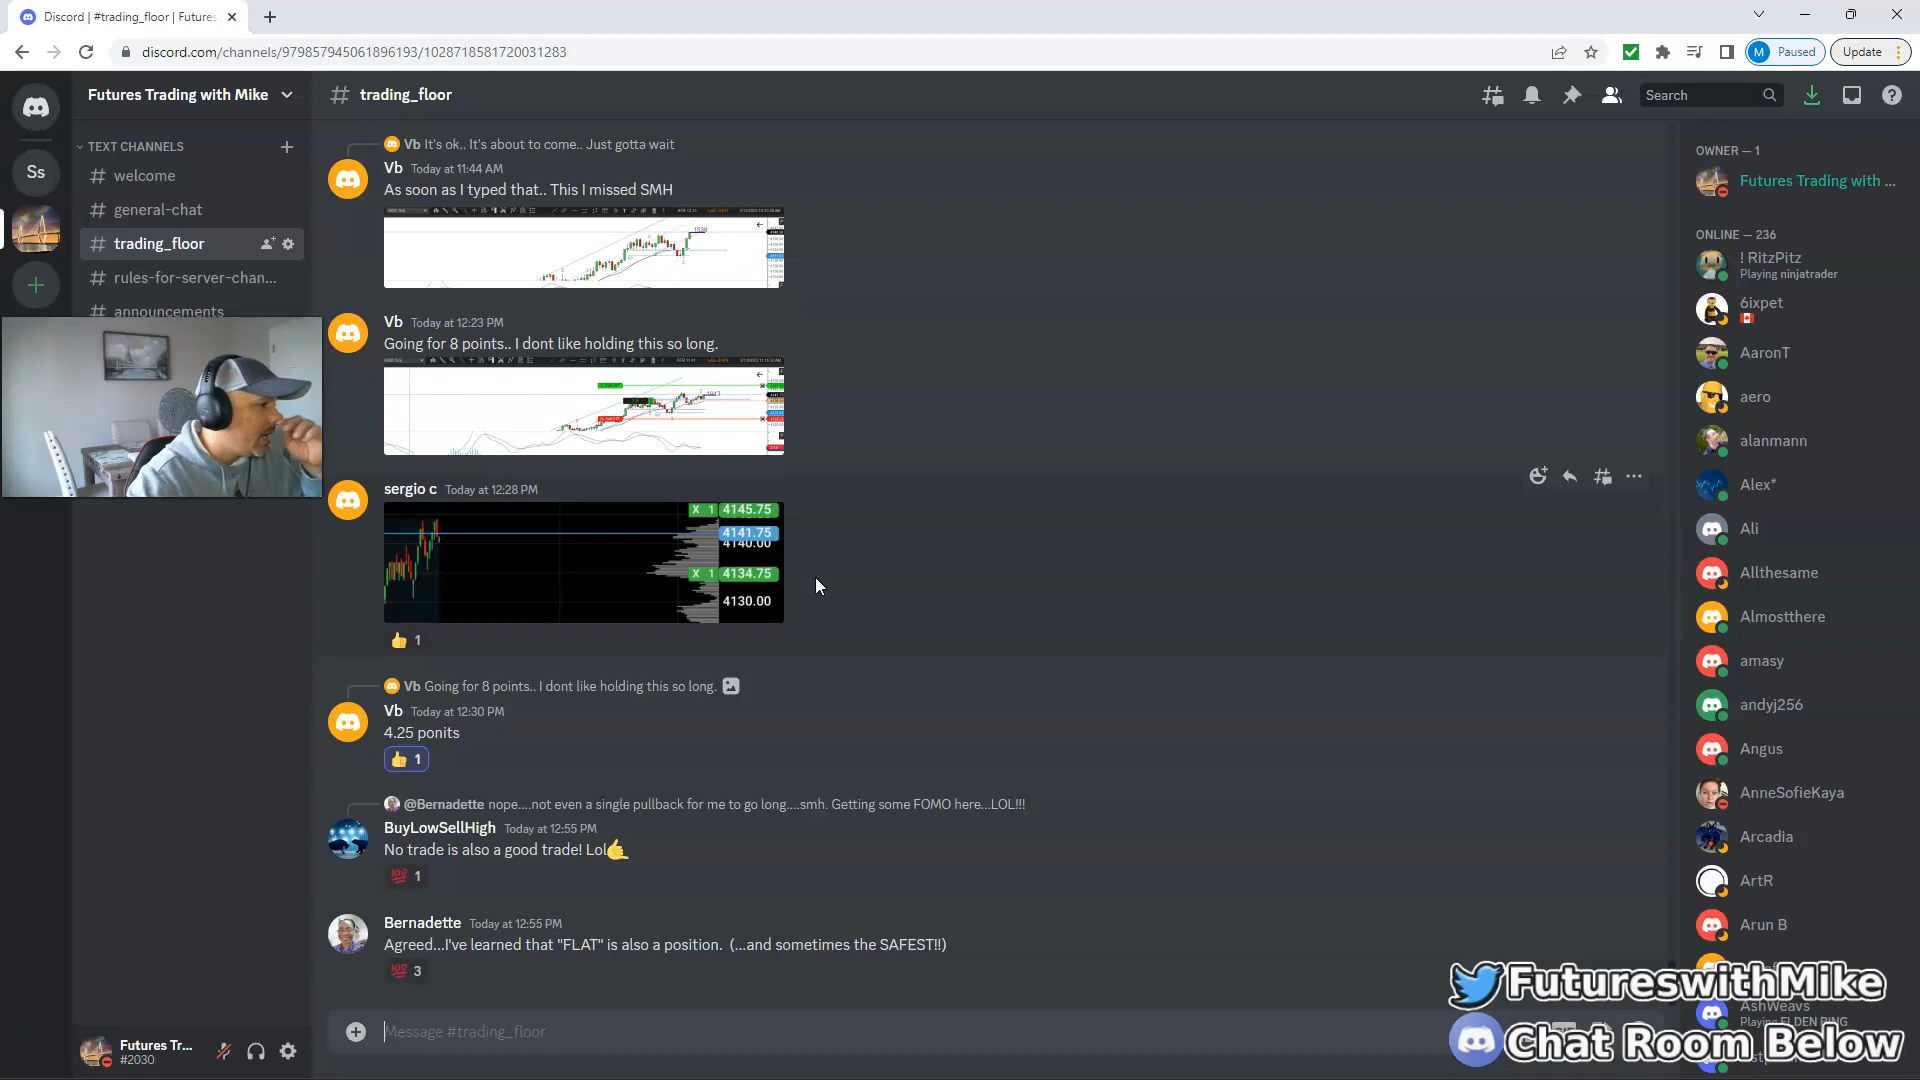 Discord | #trading_floor | Futures
discord.com/channels/979857945061896193/1028718581720031283
M Paused
Update
Futures Trading with Mike
trading_floor
Search
Ss
TEXT CHANNELS
welcome
general-chat
trading_floor
rules-for-server-chan...
announcements
Vb It's ok.. It's about to come.. Just gotta wait
Vb Today at 11:44 AM
As soon as I typed that.. This I missed SMH
Vb Today at 12:23 PM
Going for 8 points.. I dont like holding this so long.
sergio c Today at 12:28 PM
X 1 4145.75
4141.75
4140.00
X 1 4134.75
4130.00
1
Vb Going for 8 points.. I dont like holding this so long.
Vb Today at 12:30 PM
4.25 ponits
1
@Bernadette nope....not even a single pullback for me to go long....smh. Getting some FOMO here...LOL!!!
BuyLowSellHigh Today at 12:55 PM
No trade is also a good trade! Lol
1
Bernadette Today at 12:55 PM
Agreed...I've learned that "FLAT" is also a position. (...and sometimes the SAFEST!!)
3
Message #trading_floor
Futures Tr...
#2030
OWNER — 1
Futures Trading with ...
ONLINE — 236
! RitzPitz
Playing ninjatrader
6ixpet
AaronT
aero
alanmann
Alex*
Ali
Allthesame
Almostthere
amasy
andyj256
Angus
AnneSofieKaya
Arcadia
ArtR
Arun B
AshWeavs
Playing ELDEN RING
FutureswithMike
Chat Room Below